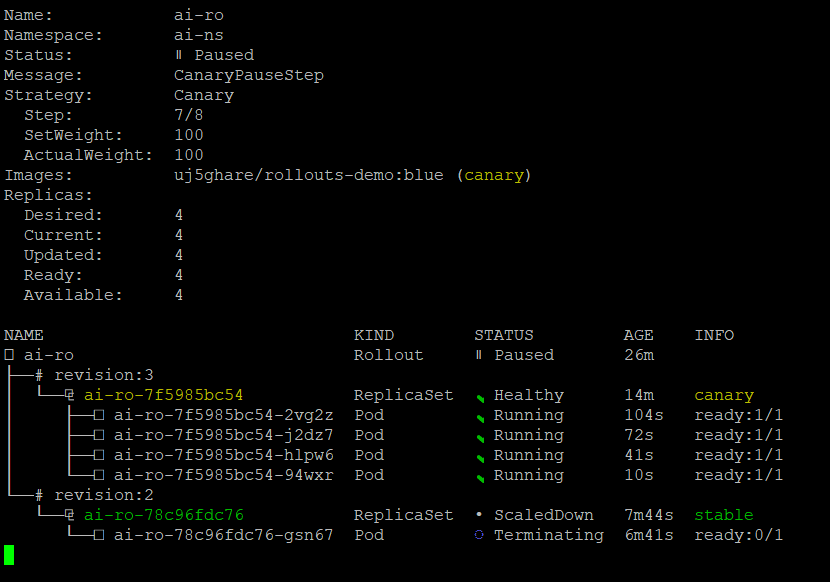 Name:            ai-ro
Namespace:       ai-ns
Status:          ॥ Paused
Message:         CanaryPauseStep
Strategy:        Canary
  Step:          7/8
  SetWeight:     100
  ActualWeight:  100
Images:          uj5ghare/rollouts-demo:blue (canary)
Replicas:
  Desired:       4
  Current:       4
  Updated:       4
  Ready:         4
  Available:     4

NAME                               KIND        STATUS         AGE    INFO
□ ai-ro                            Rollout     ॥ Paused       26m
├──# revision:3
│  └──⧉ ai-ro-7f5985bc54           ReplicaSet  ✔ Healthy      14m    canary
│     ├──□ ai-ro-7f5985bc54-2vg2z  Pod         ✔ Running      104s   ready:1/1
│     ├──□ ai-ro-7f5985bc54-j2dz7  Pod         ✔ Running      72s    ready:1/1
│     ├──□ ai-ro-7f5985bc54-hlpw6  Pod         ✔ Running      41s    ready:1/1
│     └──□ ai-ro-7f5985bc54-94wxr  Pod         ✔ Running      10s    ready:1/1
└──# revision:2
   └──⧉ ai-ro-78c96fdc76           ReplicaSet  • ScaledDown   7m44s  stable
      └──□ ai-ro-78c96fdc76-gsn67  Pod         ◌ Terminating  6m41s  ready:0/1